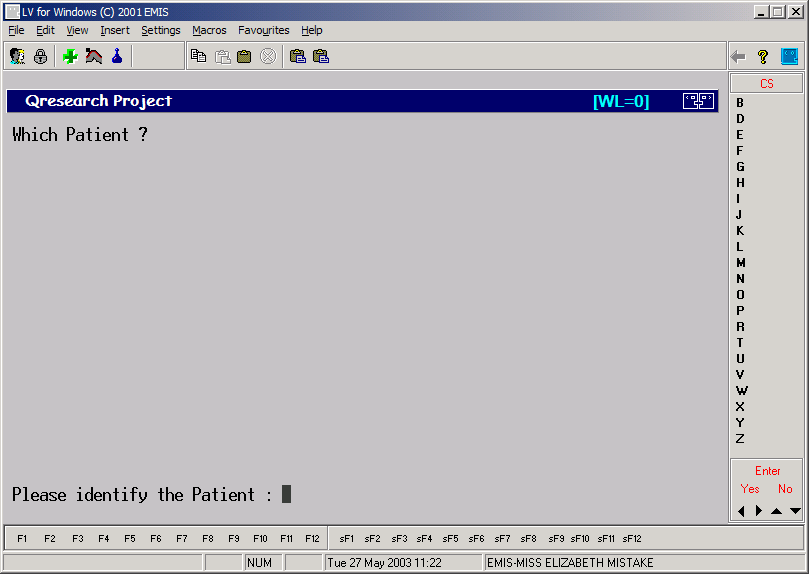 LV for Windows (C) 2001 EMIS
File Edit View Insert Settings Macros Favourites Help
Qresearch Project [WL=0]
Which Patient ?
Please identify the Patient :
CS
B
D
E
F
G
H
I
J
K
L
M
N
O
P
R
T
U
V
W
X
Y
Z
Enter
Yes No
F1 F2 F3 F4 F5 F6 F7 F8 F9 F10 F11 F12 sF1 sF2 sF3 sF4 sF5 sF6 sF7 sF8 sF9 sF10 sF11 sF12
NUM Tue 27 May 2003 11:22 EMIS-MISS ELIZABETH MISTAKE